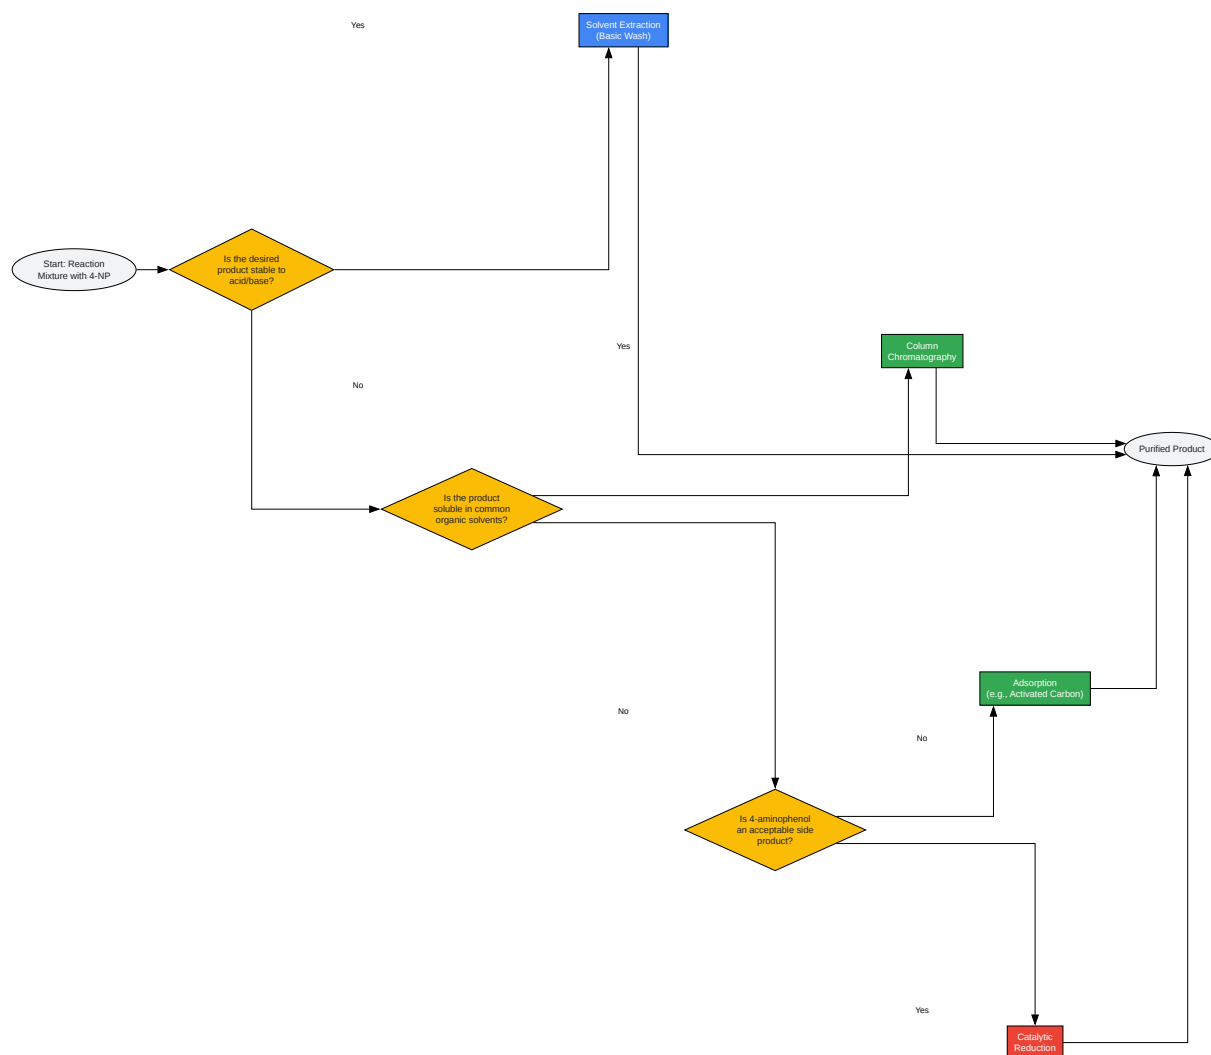 Yes
Solvent Extraction
(Basic Wash)
Start: Reaction
Mixture with 4-NP
Is the desired
product stable to
acid/base?
Yes
Column
Chromatography
No
Purified Product
Is the product
soluble in common
organic solvents?
Adsorption
(e.g., Activated Carbon)
No
No
Is 4-aminophenol
an acceptable side
product?
Yes
Catalytic
Reduction